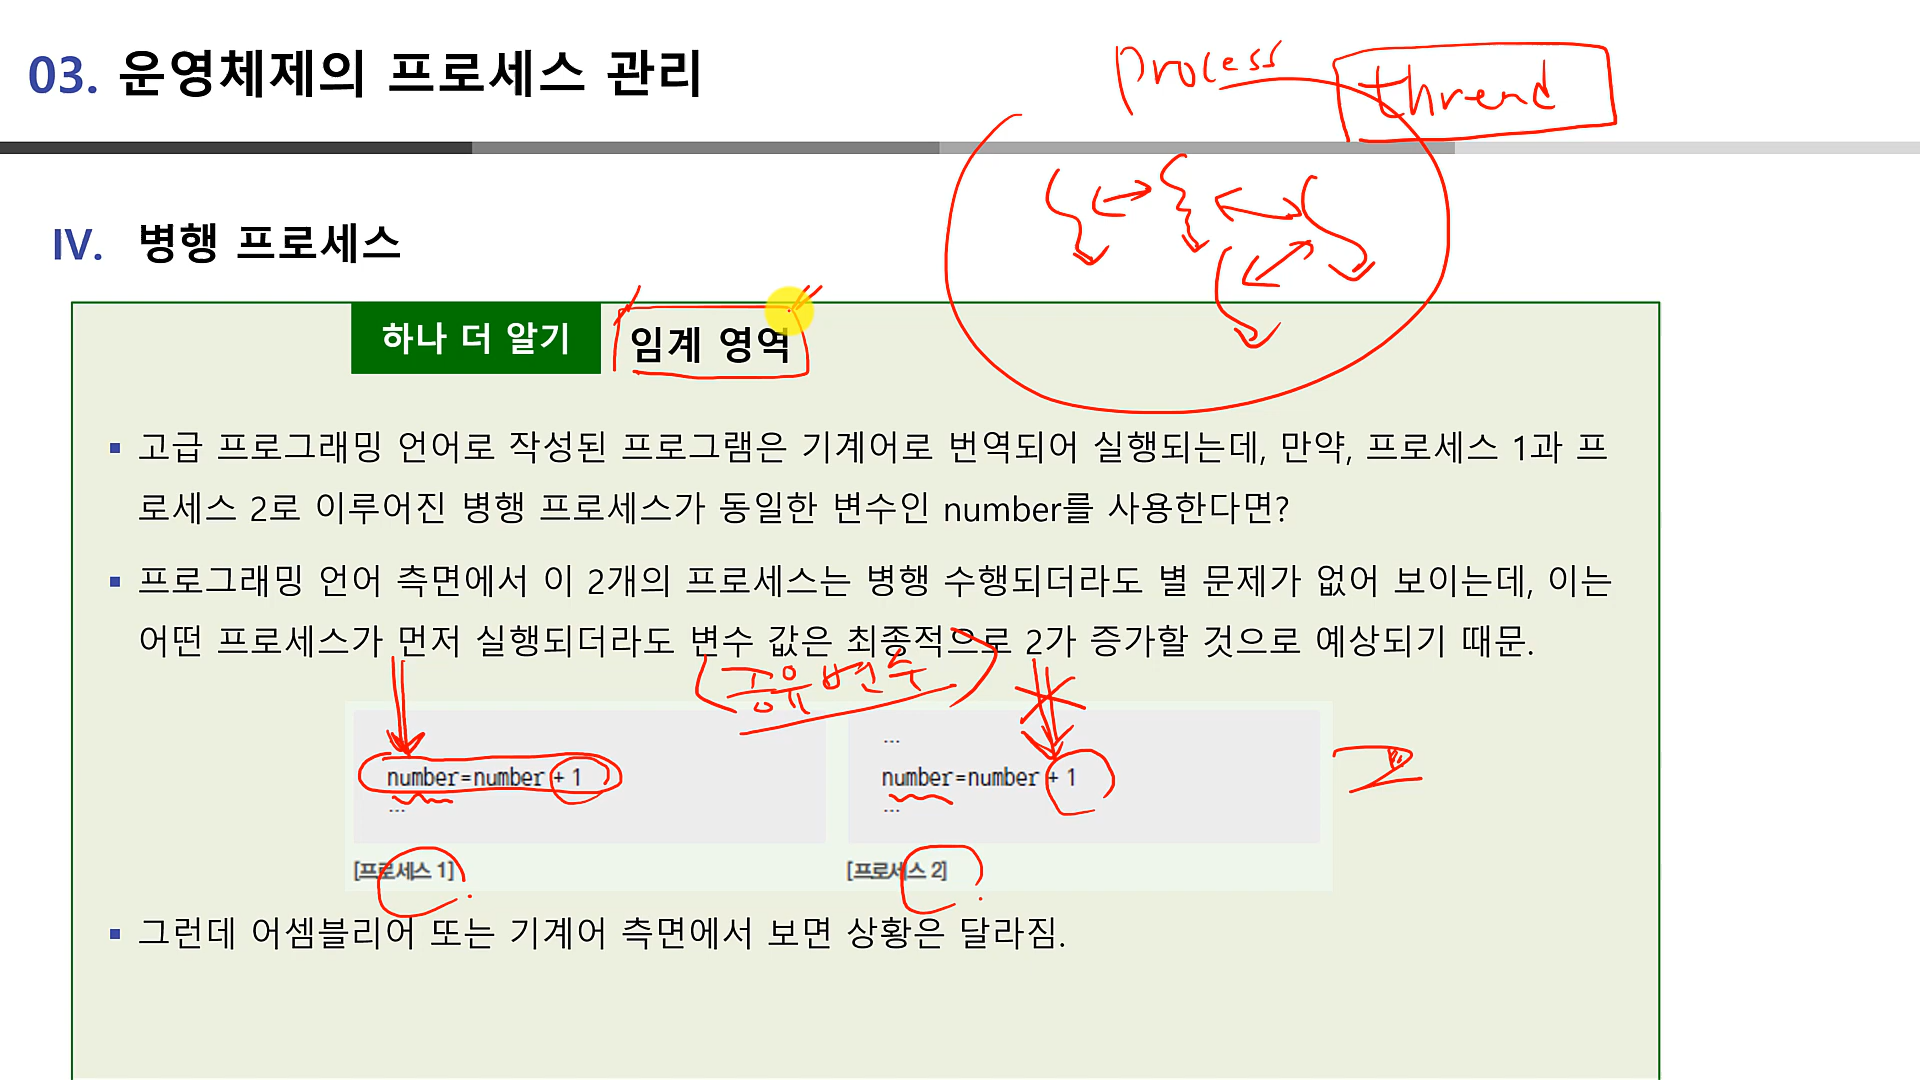 03. 운영체제의 프로세스 관리
process
thread
IV. 병행 프로세스
하나 더 알기
임계 영역
고급 프로그래밍 언어로 작성된 프로그램은 기계어로 번역되어 실행되는데, 만약, 프로세스 1과 프
로세스 2로 이루어진 병행 프로세스가 동일한 변수인 number를 사용한다면?
프로그래밍 언어 측면에서 이 2개의 프로세스는 병행 수행되더라도 별 문제가 없어 보이는데, 이는
어떤 프로세스가 먼저 실행되더라도 변수 값은 최종적으로 2가 증가할 것으로 예상되기 때문.
(공유변수)
number=number + 1
...
[프로세스 1]
...
number=number + 1
...
[프로세스 2]
2
그런데 어셈블리어 또는 기계어 측면에서 보면 상황은 달라짐.